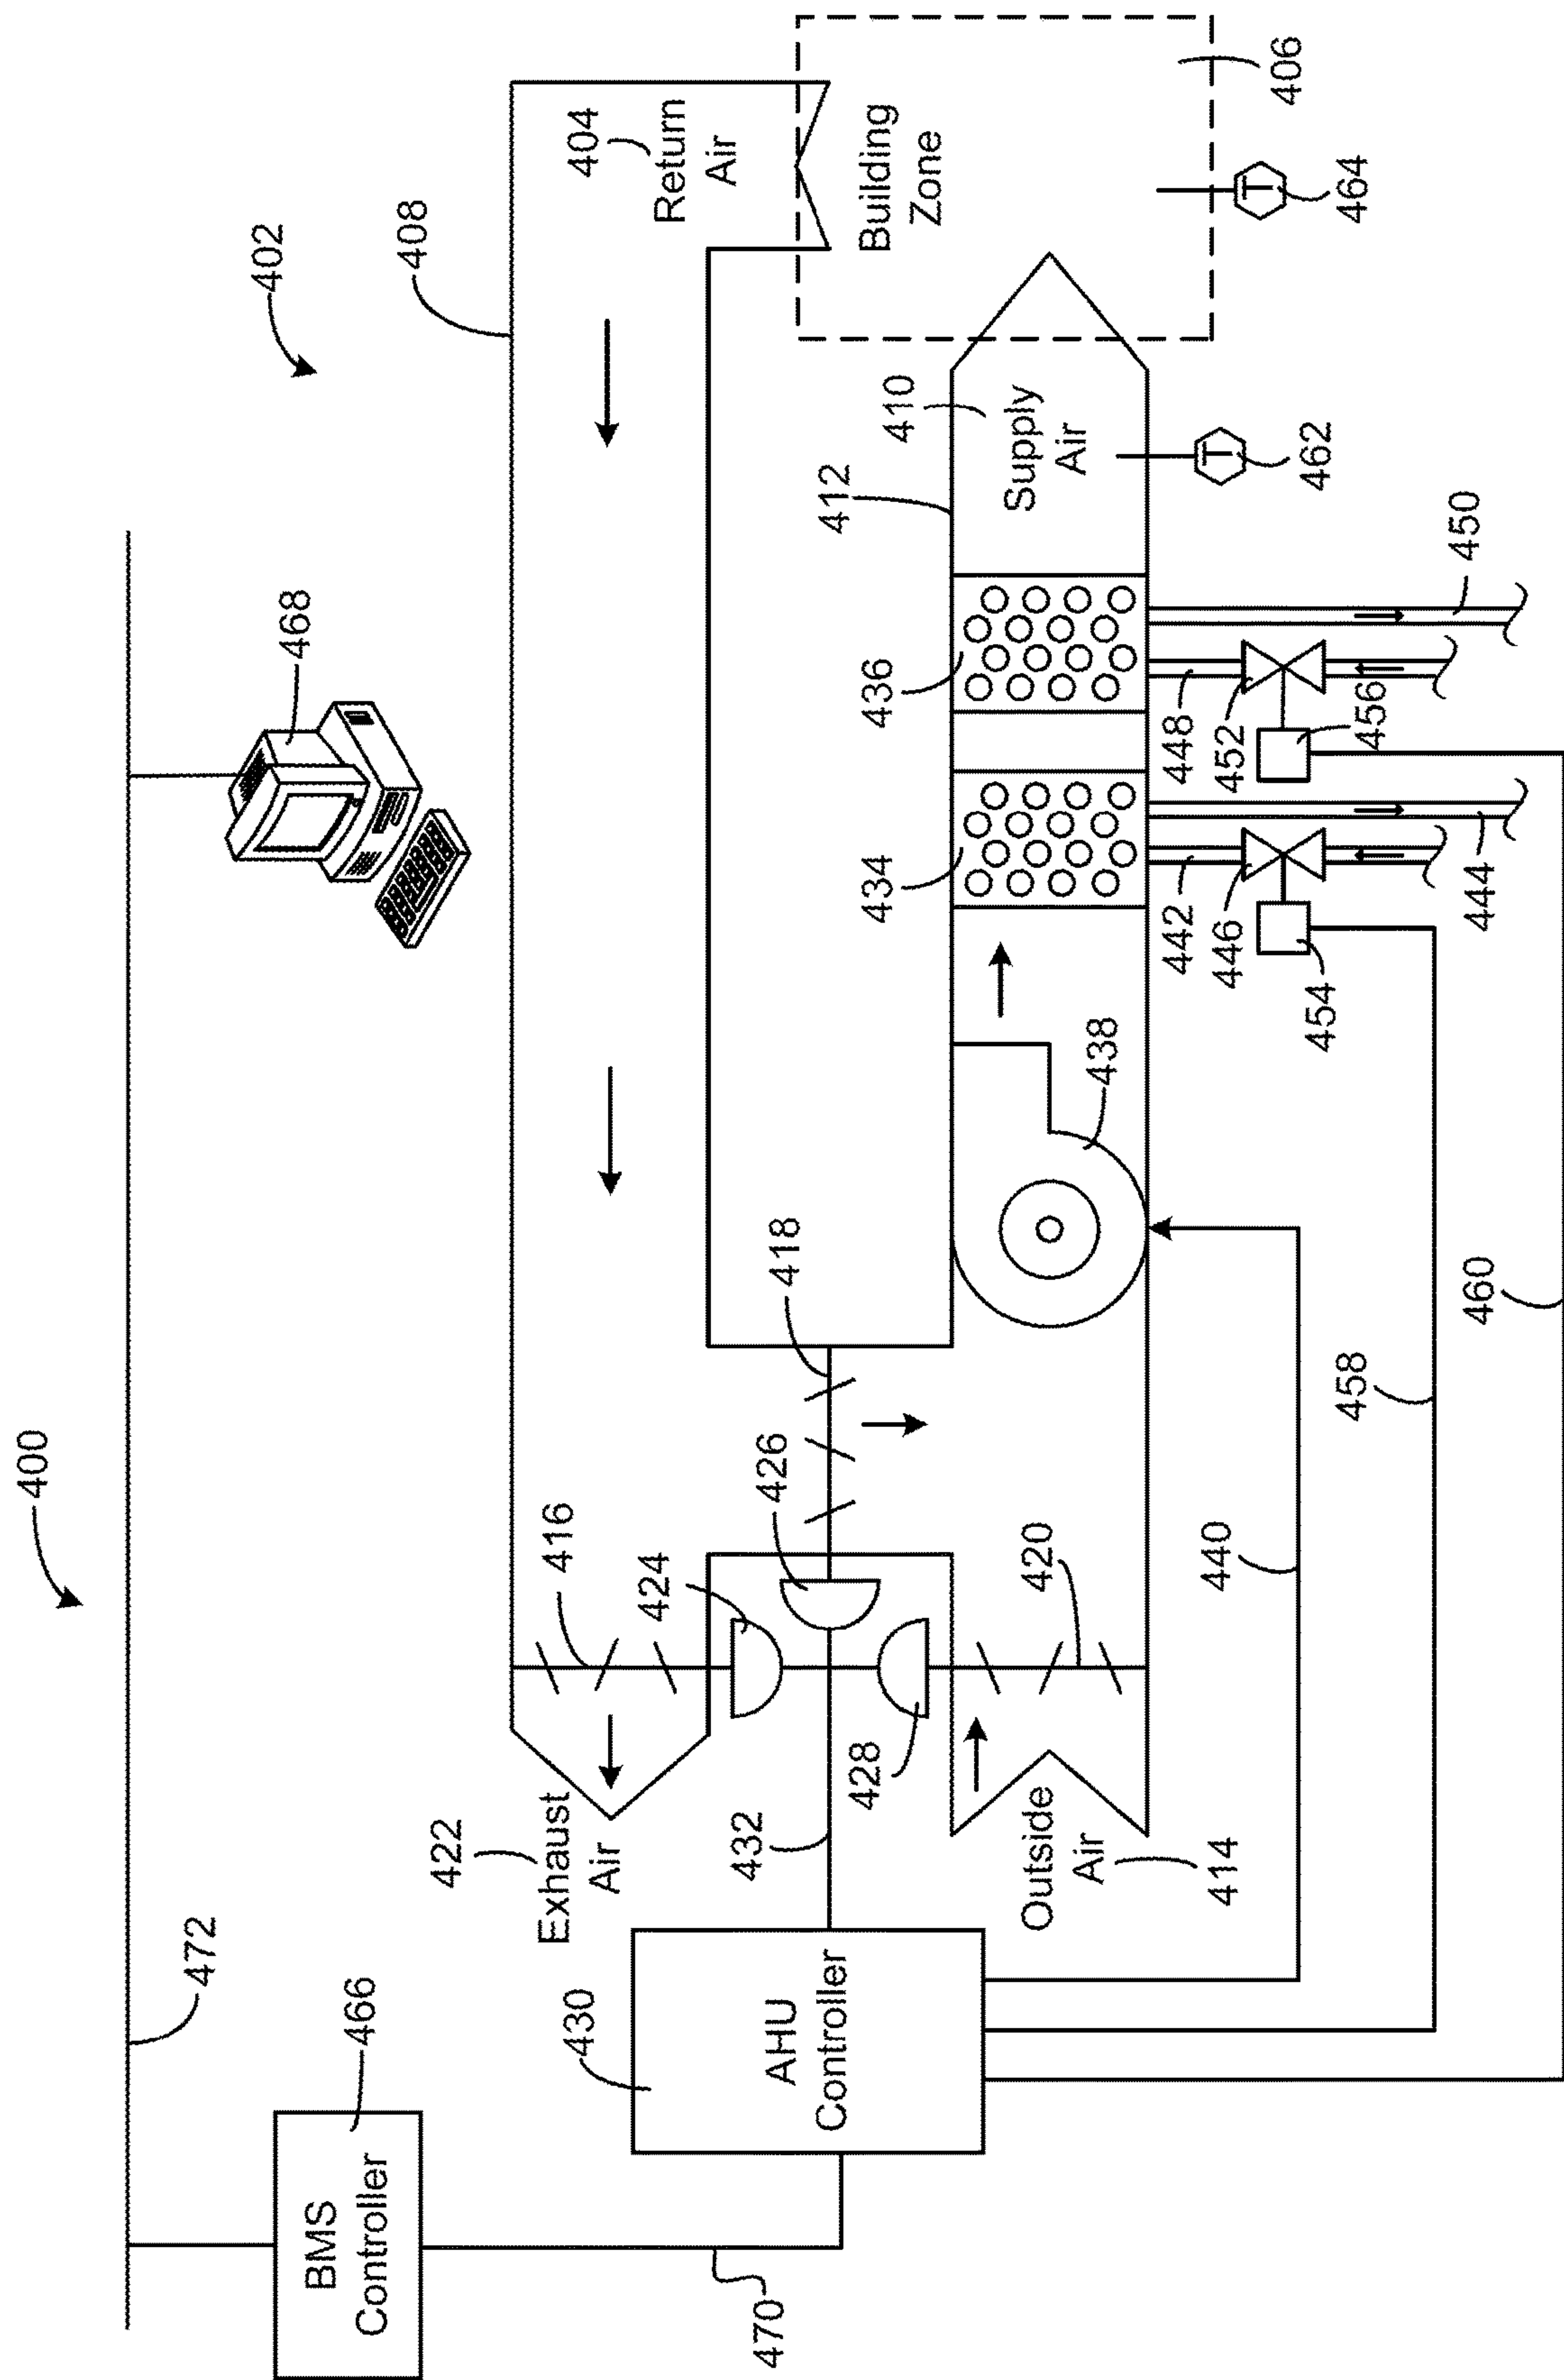 400
402
472
BMS
Controller
466
468
470
408
404
Return
Air
422
Exhaust
Air
416
424
426
418
430
AHU
Controller
432
428
Outside
Air
414
420
412
410
Supply
Air
Building
Zone
406
434
436
438
440
442
446
444
448
452
450
454
456
458
460
462
T
464
T